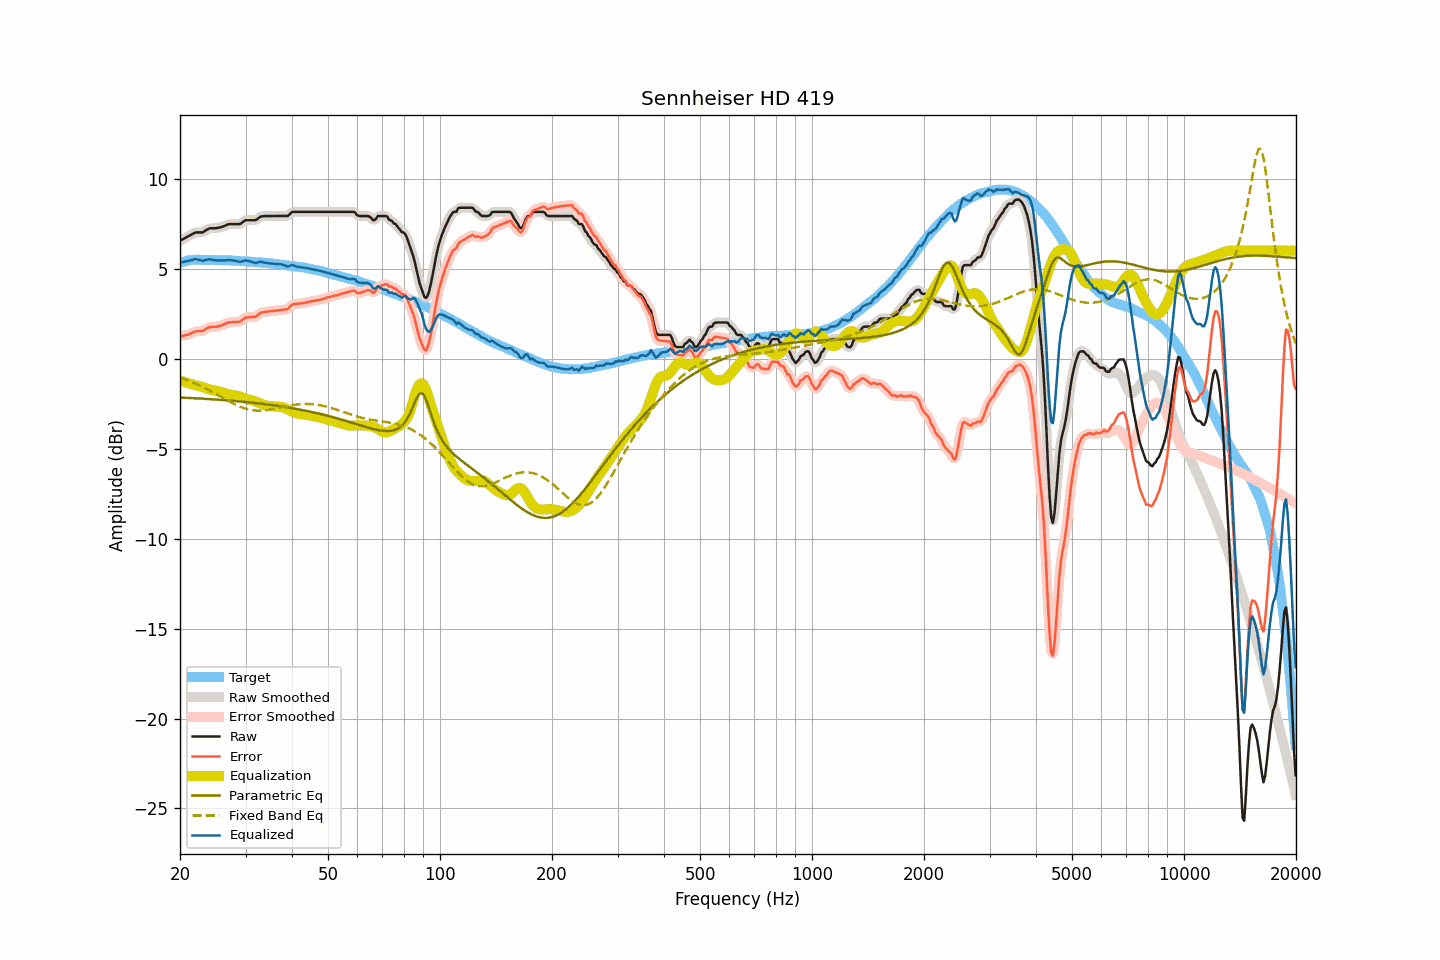 Sennheiser HD 419
Amplitude (dBr)
10
5
0
−5
−10
−15
−20
−25
Target
Raw Smoothed
Error Smoothed
Raw
Error
Equalization
Parametric Eq
Fixed Band Eq
Equalized
20 50 100 200 500 1000 2000 5000 10000 20000
Frequency (Hz)